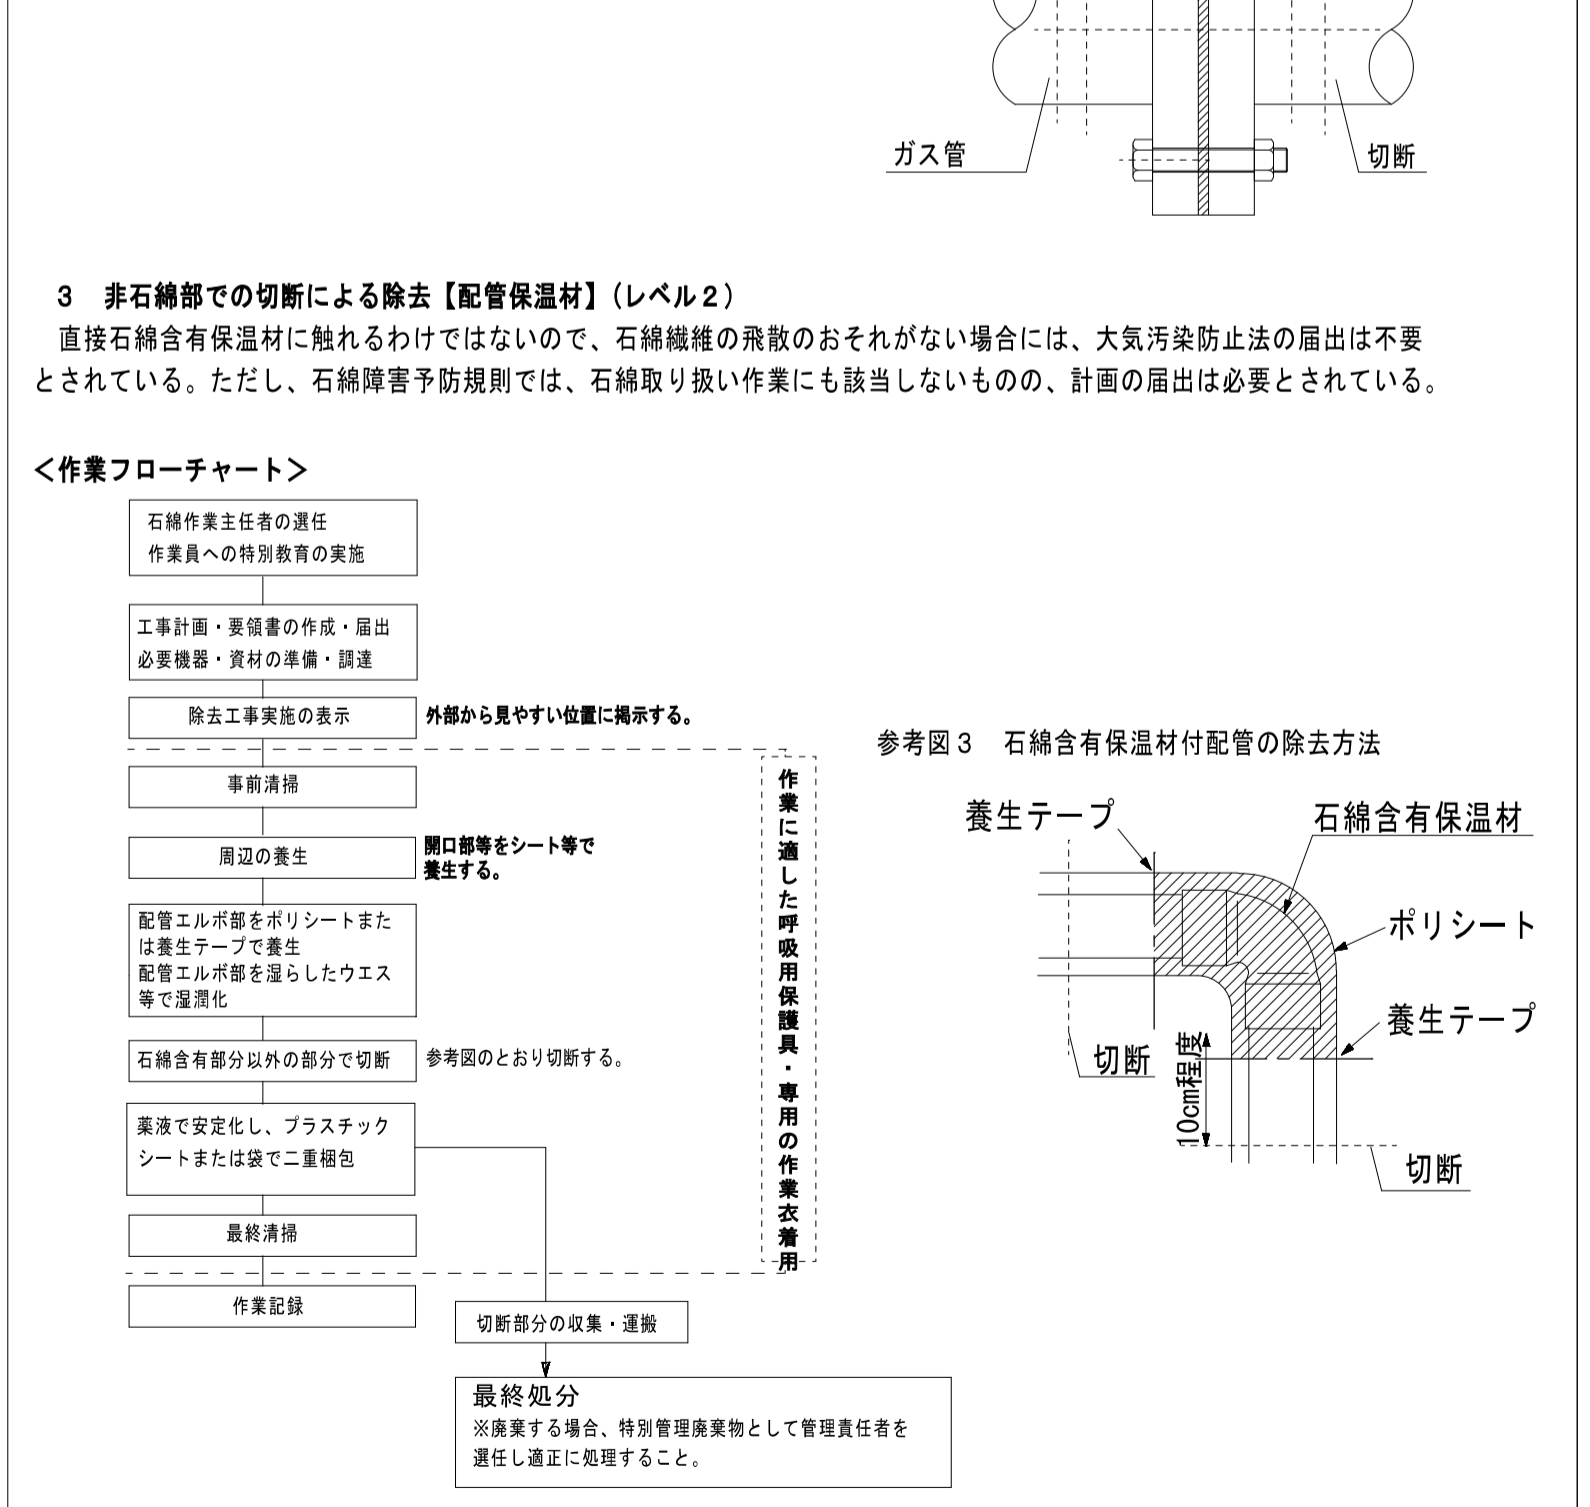 ガス管
切断
3　非石綿部での切断による除去【配管保温材】（レベル２）
直接石綿含有保温材に触れるわけではないので、石綿繊維の飛散のおそれがない場合には、大気汚染防止法の届出は不要
とされている。ただし、石綿障害予防規則では、石綿取り扱い作業にも該当しないものの、計画の届出は必要とされている。
＜作業フローチャート＞
石綿作業主任者の選任
作業員への特別教育の実施
工事計画・要領書の作成・届出
必要機器・資材の準備・調達
除去工事実施の表示
外部から見やすい位置に掲示する。
事前清掃
周辺の養生
開口部等をシート等で
養生する。
配管エルボ部をポリシートまた
は養生テープで養生
配管エルボ部を湿らしたウエス
等で湿潤化
石綿含有部分以外の部分で切断
参考図のとおり切断する。
薬液で安定化し、プラスチック
シートまたは袋で二重梱包
最終清掃
作業記録
作業に適した呼吸用保護具・専用の作業衣着用
切断部分の収集・運搬
最終処分
※廃棄する場合、特別管理廃棄物として管理責任者を
選任し適正に処理すること。
参考図３　石綿含有保温材付配管の除去方法
養生テープ
石綿含有保温材
ポリシート
養生テープ
切断
10cm程度
切断